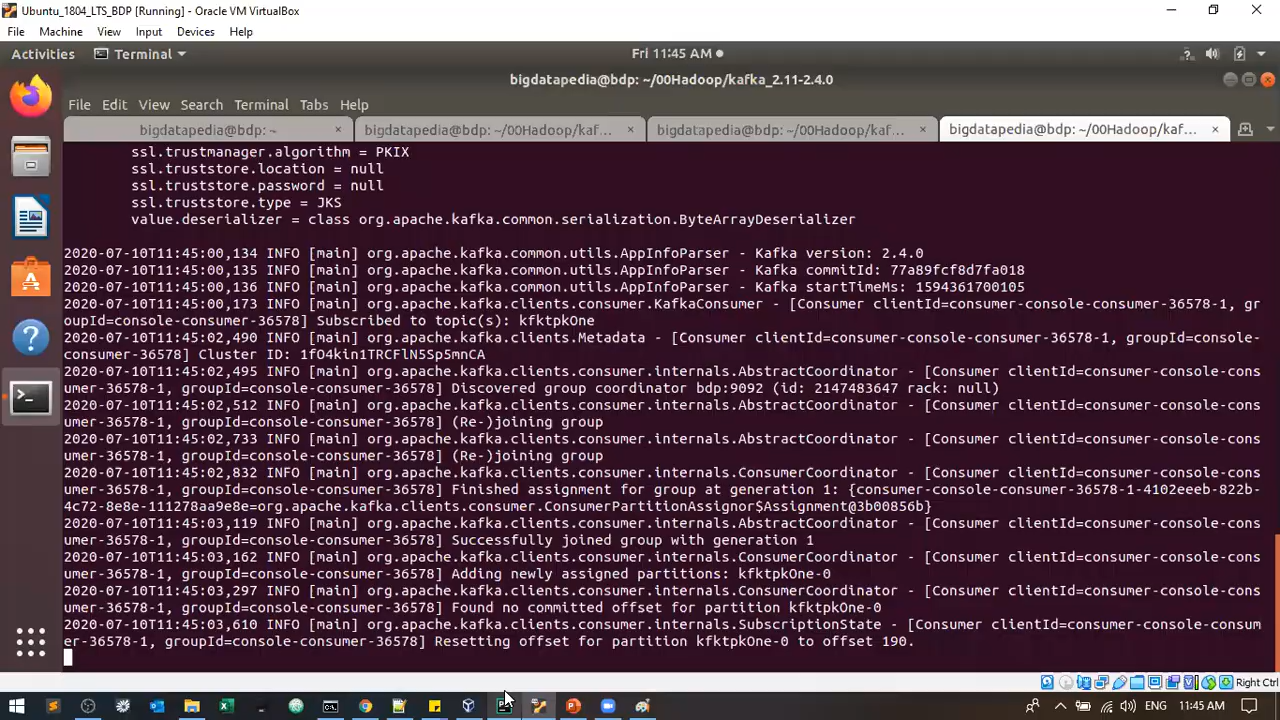 Ubuntu_1804_LTS_BDP [Running] - Oracle VM VirtualBox
File Machine View Input Devices Help
Activities Terminal Fri 11:45 AM
bigdatapedia@bdp: ~/00Hadoop/kafka_2.11-2.4.0
File Edit View Search Terminal Tabs Help
bigdatapedia@bdp: ~ bigdatapedia@bdp: ~/00Hadoop/kaf... bigdatapedia@bdp: ~/00Hadoop/kaf... bigdatapedia@bdp: ~/00Hadoop/kaf...
ssl.trustmanager.algorithm = PKIX
ssl.truststore.location = null
ssl.truststore.password = null
ssl.truststore.type = JKS
value.deserializer = class org.apache.kafka.common.serialization.ByteArrayDeserializer
2020-07-10T11:45:00,134 INFO [main] org.apache.kafka.common.utils.AppInfoParser - Kafka version: 2.4.0
2020-07-10T11:45:00,135 INFO [main] org.apache.kafka.common.utils.AppInfoParser - Kafka commitId: 77a89fcf8d7fa018
2020-07-10T11:45:00,136 INFO [main] org.apache.kafka.common.utils.AppInfoParser - Kafka startTimeMs: 1594361700105
2020-07-10T11:45:00,173 INFO [main] org.apache.kafka.clients.consumer.KafkaConsumer - [Consumer clientId=consumer-console-consumer-36578-1, gr
oupId=console-consumer-36578] Subscribed to topic(s): kfktpkOne
2020-07-10T11:45:02,490 INFO [main] org.apache.kafka.clients.Metadata - [Consumer clientId=consumer-console-consumer-36578-1, groupId=console-
consumer-36578] Cluster ID: 1fO4kin1TRCFlN5Sp5mnCA
2020-07-10T11:45:02,495 INFO [main] org.apache.kafka.clients.consumer.internals.AbstractCoordinator - [Consumer clientId=consumer-console-cons
umer-36578-1, groupId=console-consumer-36578] Discovered group coordinator bdp:9092 (id: 2147483647 rack: null)
2020-07-10T11:45:02,512 INFO [main] org.apache.kafka.clients.consumer.internals.AbstractCoordinator - [Consumer clientId=consumer-console-cons
umer-36578-1, groupId=console-consumer-36578] (Re-)joining group
2020-07-10T11:45:02,733 INFO [main] org.apache.kafka.clients.consumer.internals.AbstractCoordinator - [Consumer clientId=consumer-console-cons
umer-36578-1, groupId=console-consumer-36578] (Re-)joining group
2020-07-10T11:45:02,832 INFO [main] org.apache.kafka.clients.consumer.internals.ConsumerCoordinator - [Consumer clientId=consumer-console-cons
umer-36578-1, groupId=console-consumer-36578] Finished assignment for group at generation 1: {consumer-console-consumer-36578-1-4102eeeb-822b-
4c72-8e8e-111278aa9e8e=org.apache.kafka.clients.consumer.ConsumerPartitionAssignor$Assignment@3b00856b}
2020-07-10T11:45:03,119 INFO [main] org.apache.kafka.clients.consumer.internals.AbstractCoordinator - [Consumer clientId=consumer-console-cons
umer-36578-1, groupId=console-consumer-36578] Successfully joined group with generation 1
2020-07-10T11:45:03,162 INFO [main] org.apache.kafka.clients.consumer.internals.ConsumerCoordinator - [Consumer clientId=consumer-console-cons
umer-36578-1, groupId=console-consumer-36578] Adding newly assigned partitions: kfktpkOne-0
2020-07-10T11:45:03,297 INFO [main] org.apache.kafka.clients.consumer.internals.ConsumerCoordinator - [Consumer clientId=consumer-console-cons
umer-36578-1, groupId=console-consumer-36578] Found no committed offset for partition kfktpkOne-0
2020-07-10T11:45:03,610 INFO [main] org.apache.kafka.clients.consumer.internals.SubscriptionState - [Consumer clientId=consumer-console-consum
er-36578-1, groupId=console-consumer-36578] Resetting offset for partition kfktpkOne-0 to offset 190.
Right Ctrl
11:45 AM